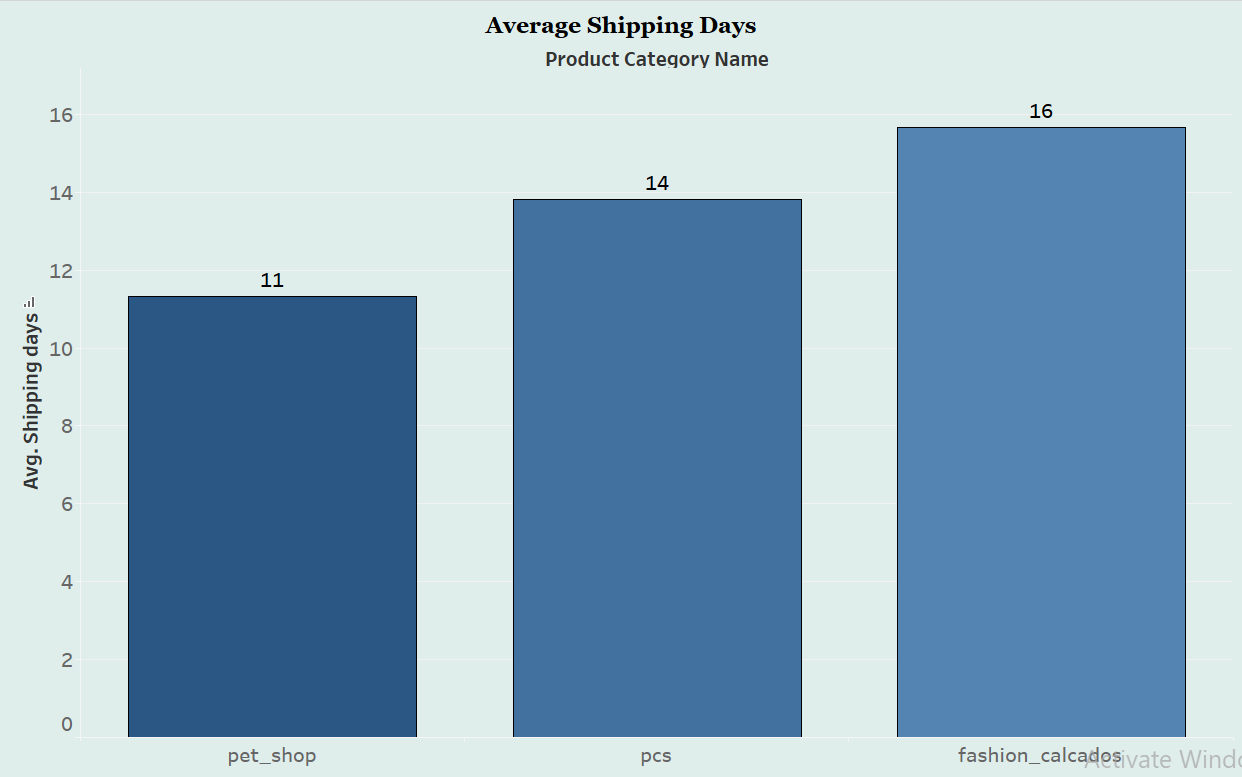 Average Shipping Days
Product Category Name
Avg. Shipping days
16
14
12
10
8
6
4
2
0
11
14
16
pet_shop
pcs
fashion_calcados
Activate Windo